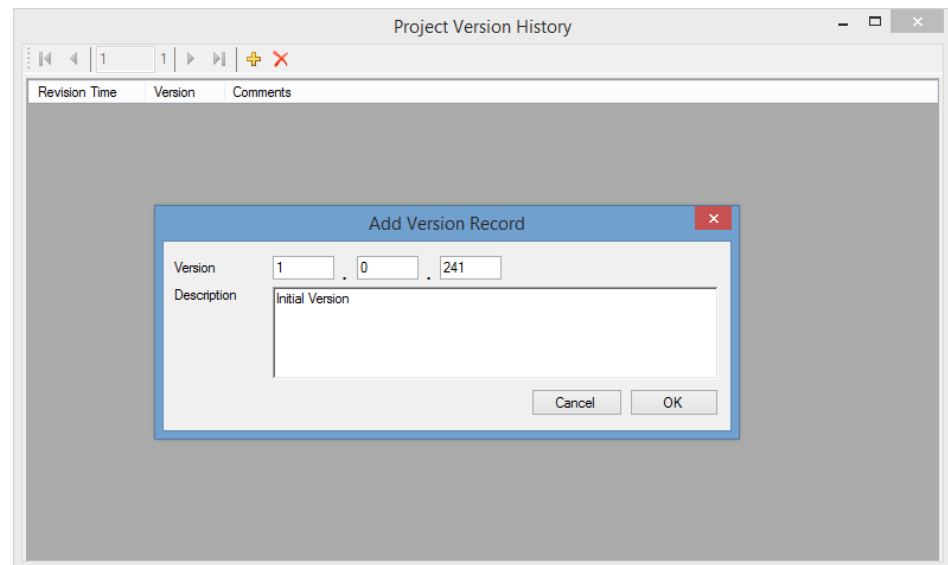 Project Version History
1 1
Revision Time Version Comments
Add Version Record
Version 1 . 0 . 241
Description Initial Version
Cancel OK